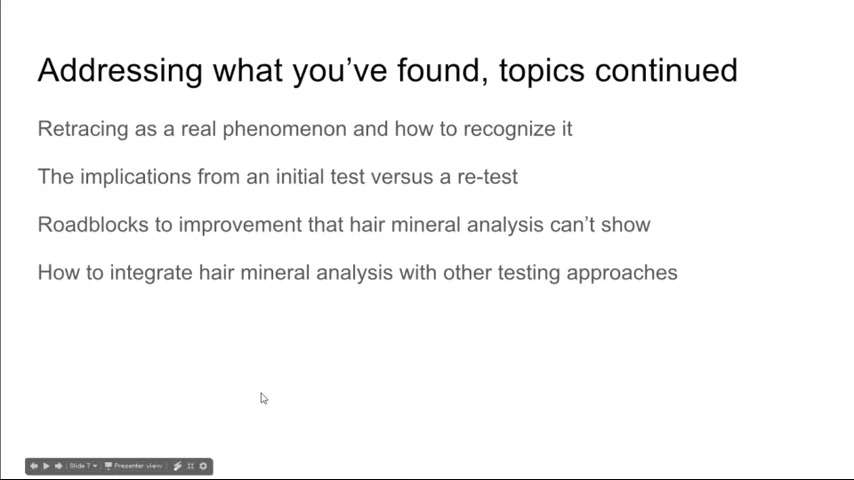 Addressing what you’ve found, topics continued
Retracing as a real phenomenon and how to recognize it
The implications from an initial test versus a re-test
Roadblocks to improvement that hair mineral analysis can’t show
How to integrate hair mineral analysis with other testing approaches
Slide 7 Presenter view